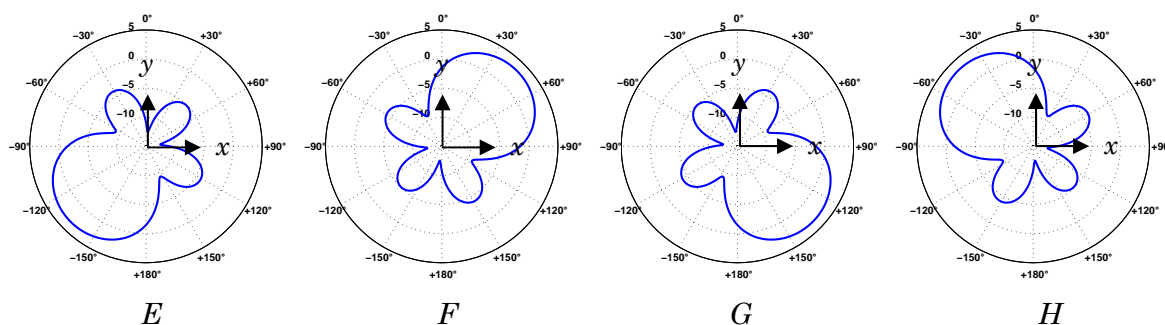 0° 0° 0° 0°
5 5 5 5
−30° +30° −30° +30° −30° +30° −30° +30°
0 0 0 0
y y y y
−60° −5 +60° −60° −5 +60° −60° −5 +60° −60° −5 +60°
−10 −10 −10 −10
−90° x +90° −90° x +90° −90° x +90° −90° x +90°
−120° +120° −120° +120° −120° +120° −120° +120°
−150° +150° −150° +150° −150° +150° −150° +150°
+180° +180° +180° +180°
E F G H